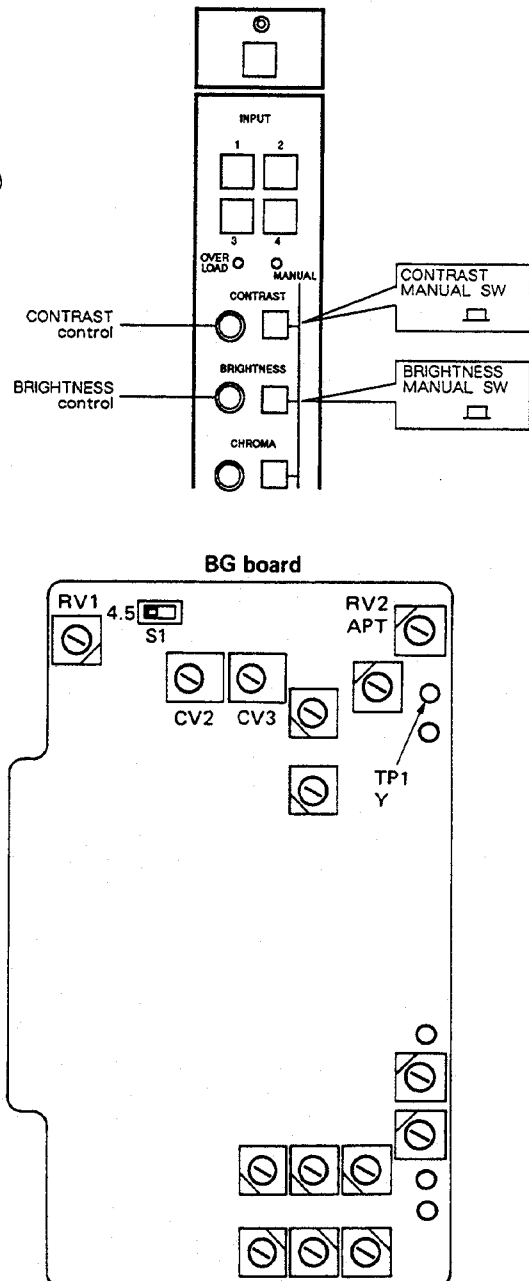 INPUT
1 2
3 4
OVER
LOAD
MANUAL
CONTRAST
CONTRAST
control
CONTRAST
MANUAL SW
BRIGHTNESS
BRIGHTNESS
control
BRIGHTNESS
MANUAL SW
CHROMA
BG board
RV1
4.5
S1
RV2
APT
CV2 CV3
TP1
Y